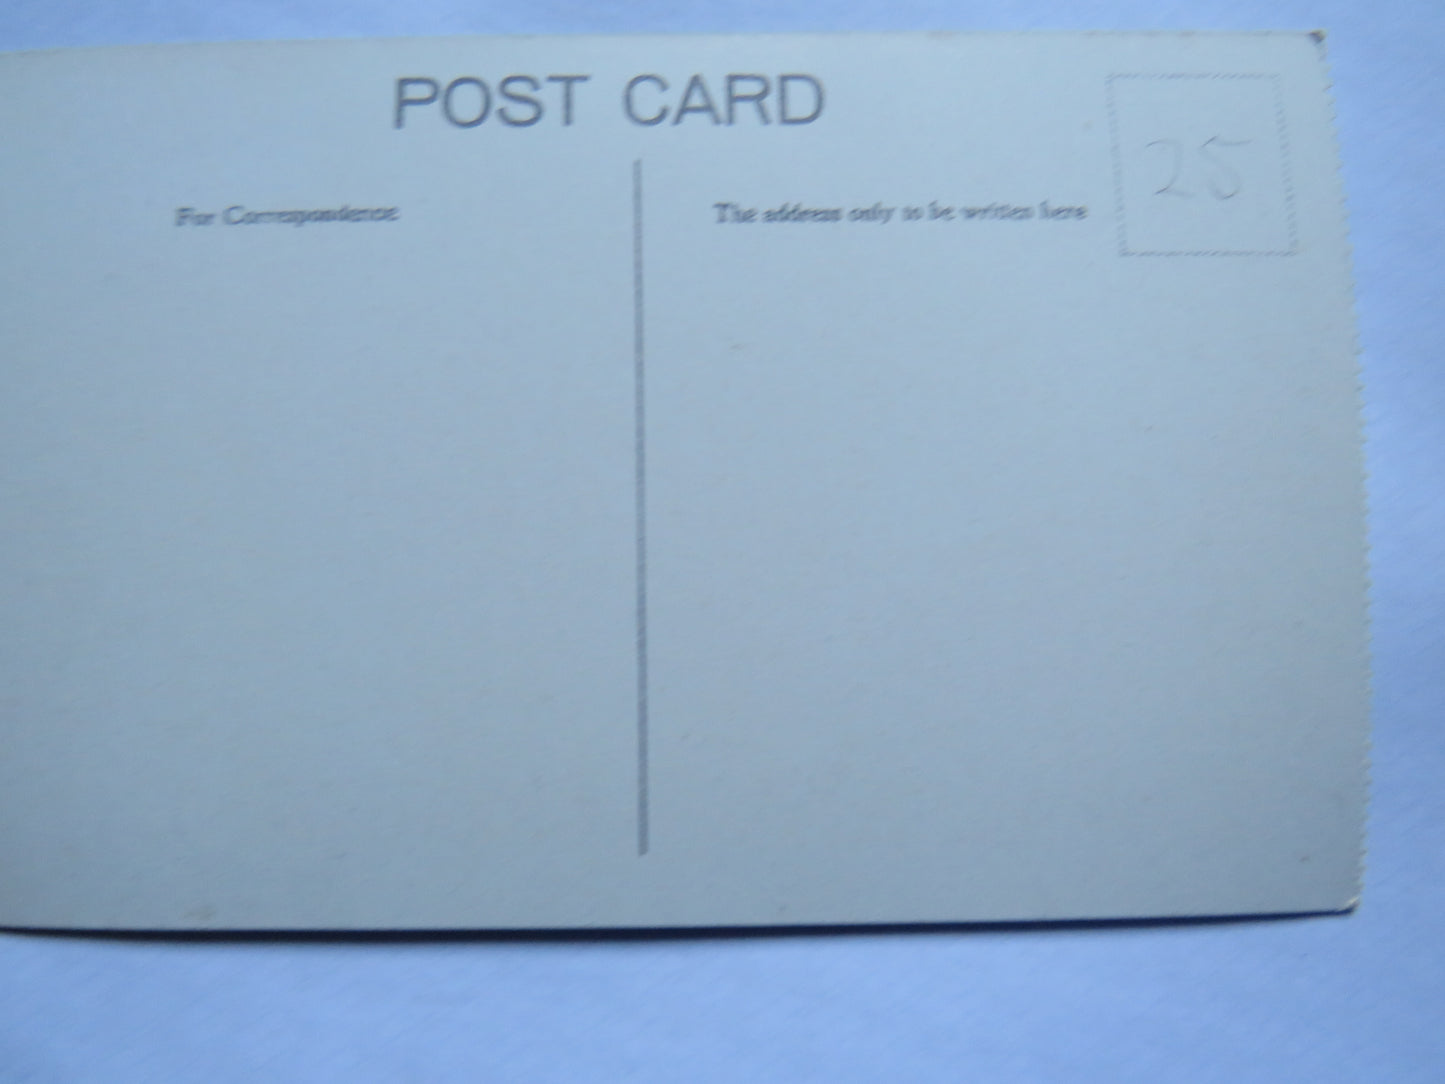 POST CARD
25
For Correspondence
The address only to be written here